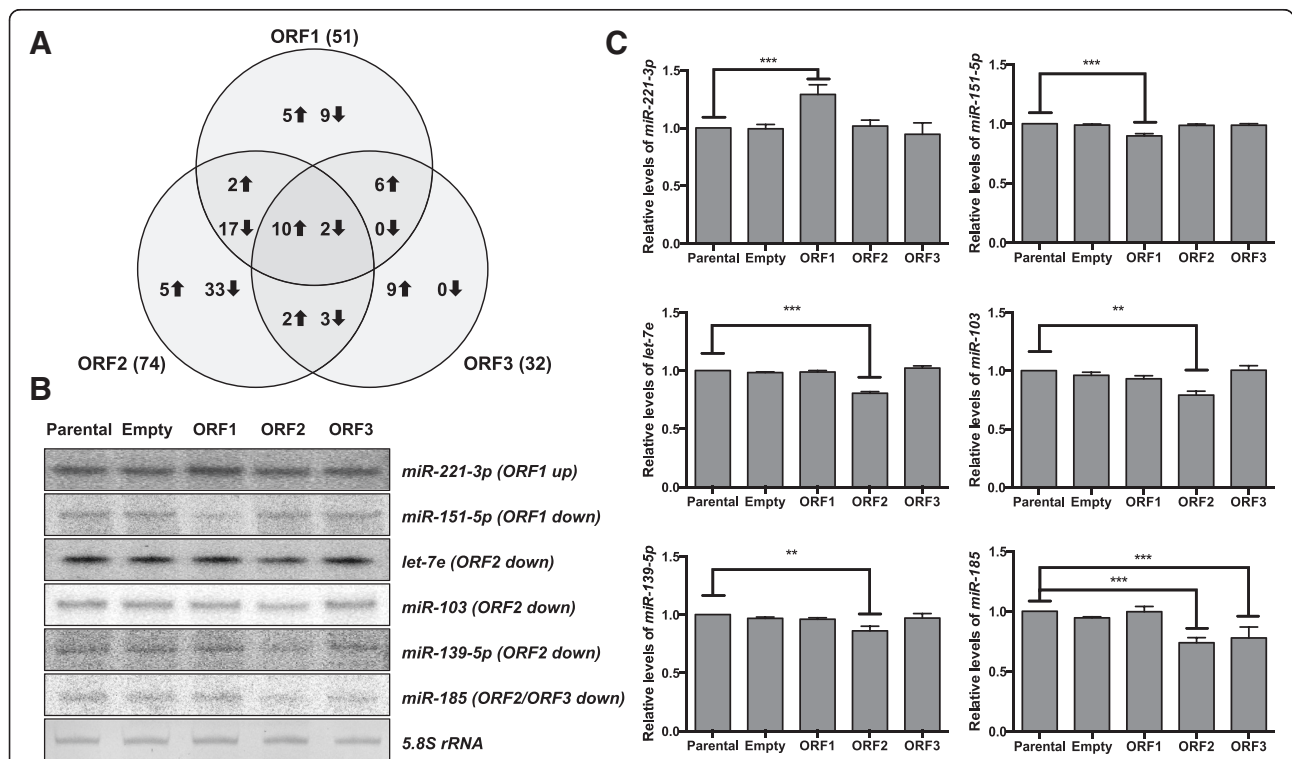 A
ORF1 (51)
5⬆ 9⬇
2⬆
6⬆
17⬇ 10⬆ 2⬇ 0⬇
5⬆ 33⬇
9⬆ 0⬇
2⬆ 3⬇
ORF2 (74)
ORF3 (32)
B
Parental Empty ORF1 ORF2 ORF3
miR-221-3p (ORF1 up)
miR-151-5p (ORF1 down)
let-7e (ORF2 down)
miR-103 (ORF2 down)
miR-139-5p (ORF2 down)
miR-185 (ORF2/ORF3 down)
5.8S rRNA
C
Relative levels of miR-221-3p
1.5
1.0
0.5
0.0
***
Parental Empty ORF1 ORF2 ORF3
Relative levels of miR-151-5p
1.5
1.0
0.5
0.0
***
Parental Empty ORF1 ORF2 ORF3
Relative levels of let-7e
1.5
1.0
0.5
0.0
***
Parental Empty ORF1 ORF2 ORF3
Relative levels of miR-103
1.5
1.0
0.5
0.0
**
Parental Empty ORF1 ORF2 ORF3
Relative levels of miR-139-5p
1.5
1.0
0.5
0.0
**
Parental Empty ORF1 ORF2 ORF3
Relative levels of miR-185
1.5
1.0
0.5
0.0
***
***
Parental Empty ORF1 ORF2 ORF3